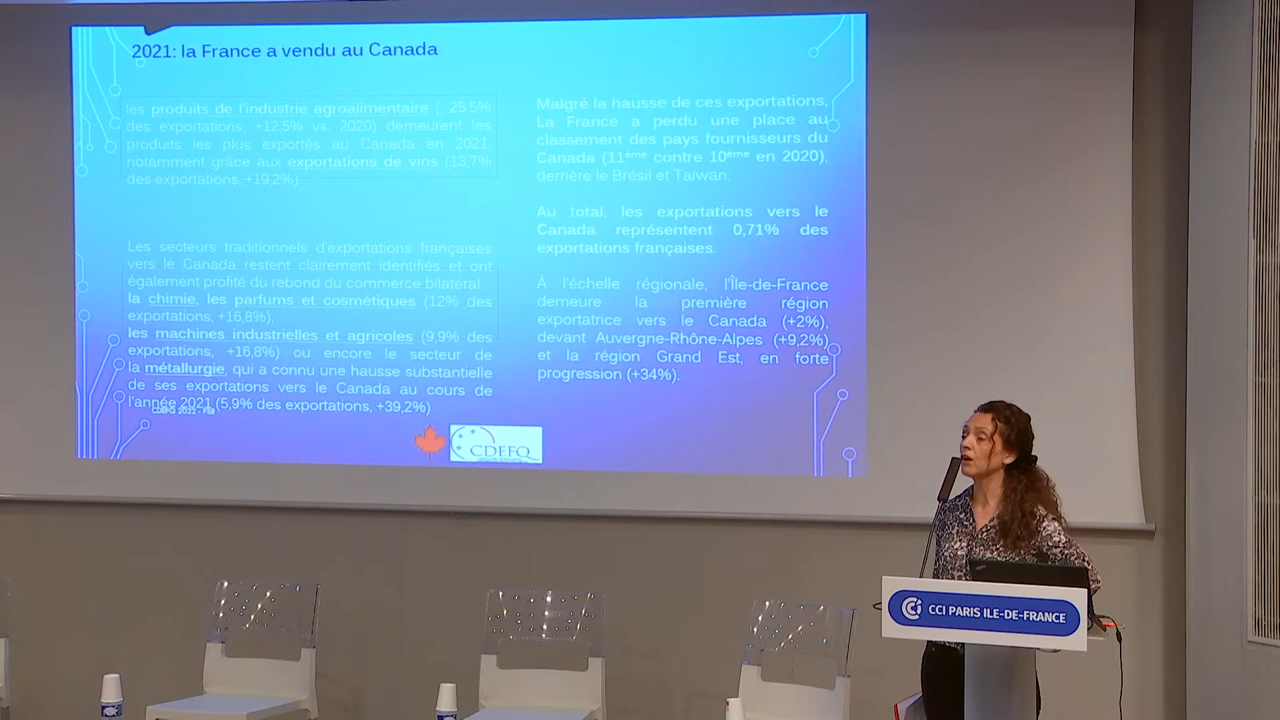 2021: la France a vendu au Canada
les produits de l'industrie agroalimentaire ( 25,5%
des exportations, +12,5% vs. 2020) demeurent les
produits les plus exportés au Canada en 2021,
notamment grâce aux exportations de vins (13,7%
des exportations, +19,2%)
Les secteurs traditionnels d'exportations françaises
vers le Canada restent clairement identifiés et ont
également profité du rebond du commerce bilatéral :
la chimie, les parfums et cosmétiques (12% des
exportations, +16,8%),
les machines industrielles et agricoles (9,9% des
exportations, +16,8%) ou encore le secteur de
la métallurgie, qui a connu une hausse substantielle
de ses exportations vers le Canada au cours de
l'année 2021 (5,9% des exportations, +39,2%)
Malgré la hausse de ces exportations,
La France a perdu une place au
classement des pays fournisseurs du
Canada (11ème contre 10ème en 2020),
derrière le Brésil et Taiwan.
Au total, les exportations vers le
Canada représentent 0,71% des
exportations françaises.
À l'échelle régionale, l'Île-de-France
demeure la première région
exportatrice vers le Canada (+2%),
devant Auvergne-Rhône-Alpes (+9,2%)
et la région Grand Est, en forte
progression (+34%).
CDEFQ 2022 -
CDEFQ
CCI PARIS ILE-DE-FRANCE